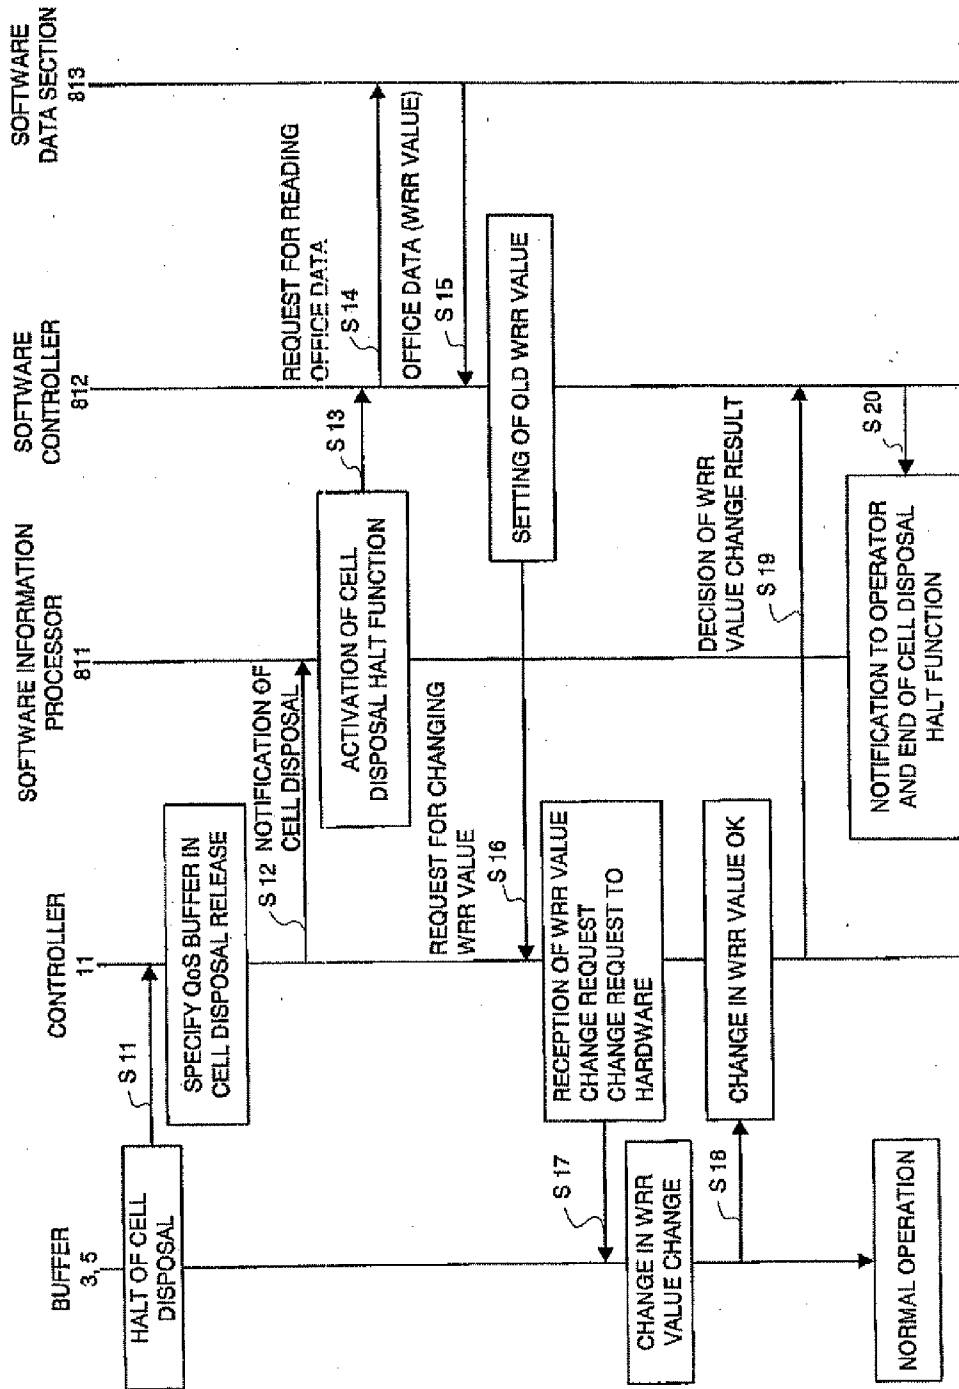 BUFFER
3, 5
CONTROLLER
11
SOFTWARE INFORMATION
PROCESSOR
811
SOFTWARE
CONTROLLER
812
SOFTWARE
DATA SECTION
813
HALT OF CELL
DISPOSAL
S 11
SPECIFY QoS BUFFER IN
CELL DISPOSAL RELEASE
S 12 NOTIFICATION OF
CELL DISPOSAL
ACTIVATION OF CELL
DISPOSAL HALT FUNCTION
S 13
REQUEST FOR READING
OFFICE DATA
S 14
OFFICE DATA (WRR VALUE)
S 15
SETTING OF OLD WRR VALUE
REQUEST FOR CHANGING
WRR VALUE
S 16
RECEPTION OF WRR VALUE
CHANGE REQUEST
CHANGE REQUEST TO
HARDWARE
S 17
CHANGE IN WRR
VALUE CHANGE
S 18
CHANGE IN WRR VALUE OK
DECISION OF WRR
VALUE CHANGE RESULT
S 19
S 20
NOTIFICATION TO OPERATOR
AND END OF CELL DISPOSAL
HALT FUNCTION
NORMAL OPERATION